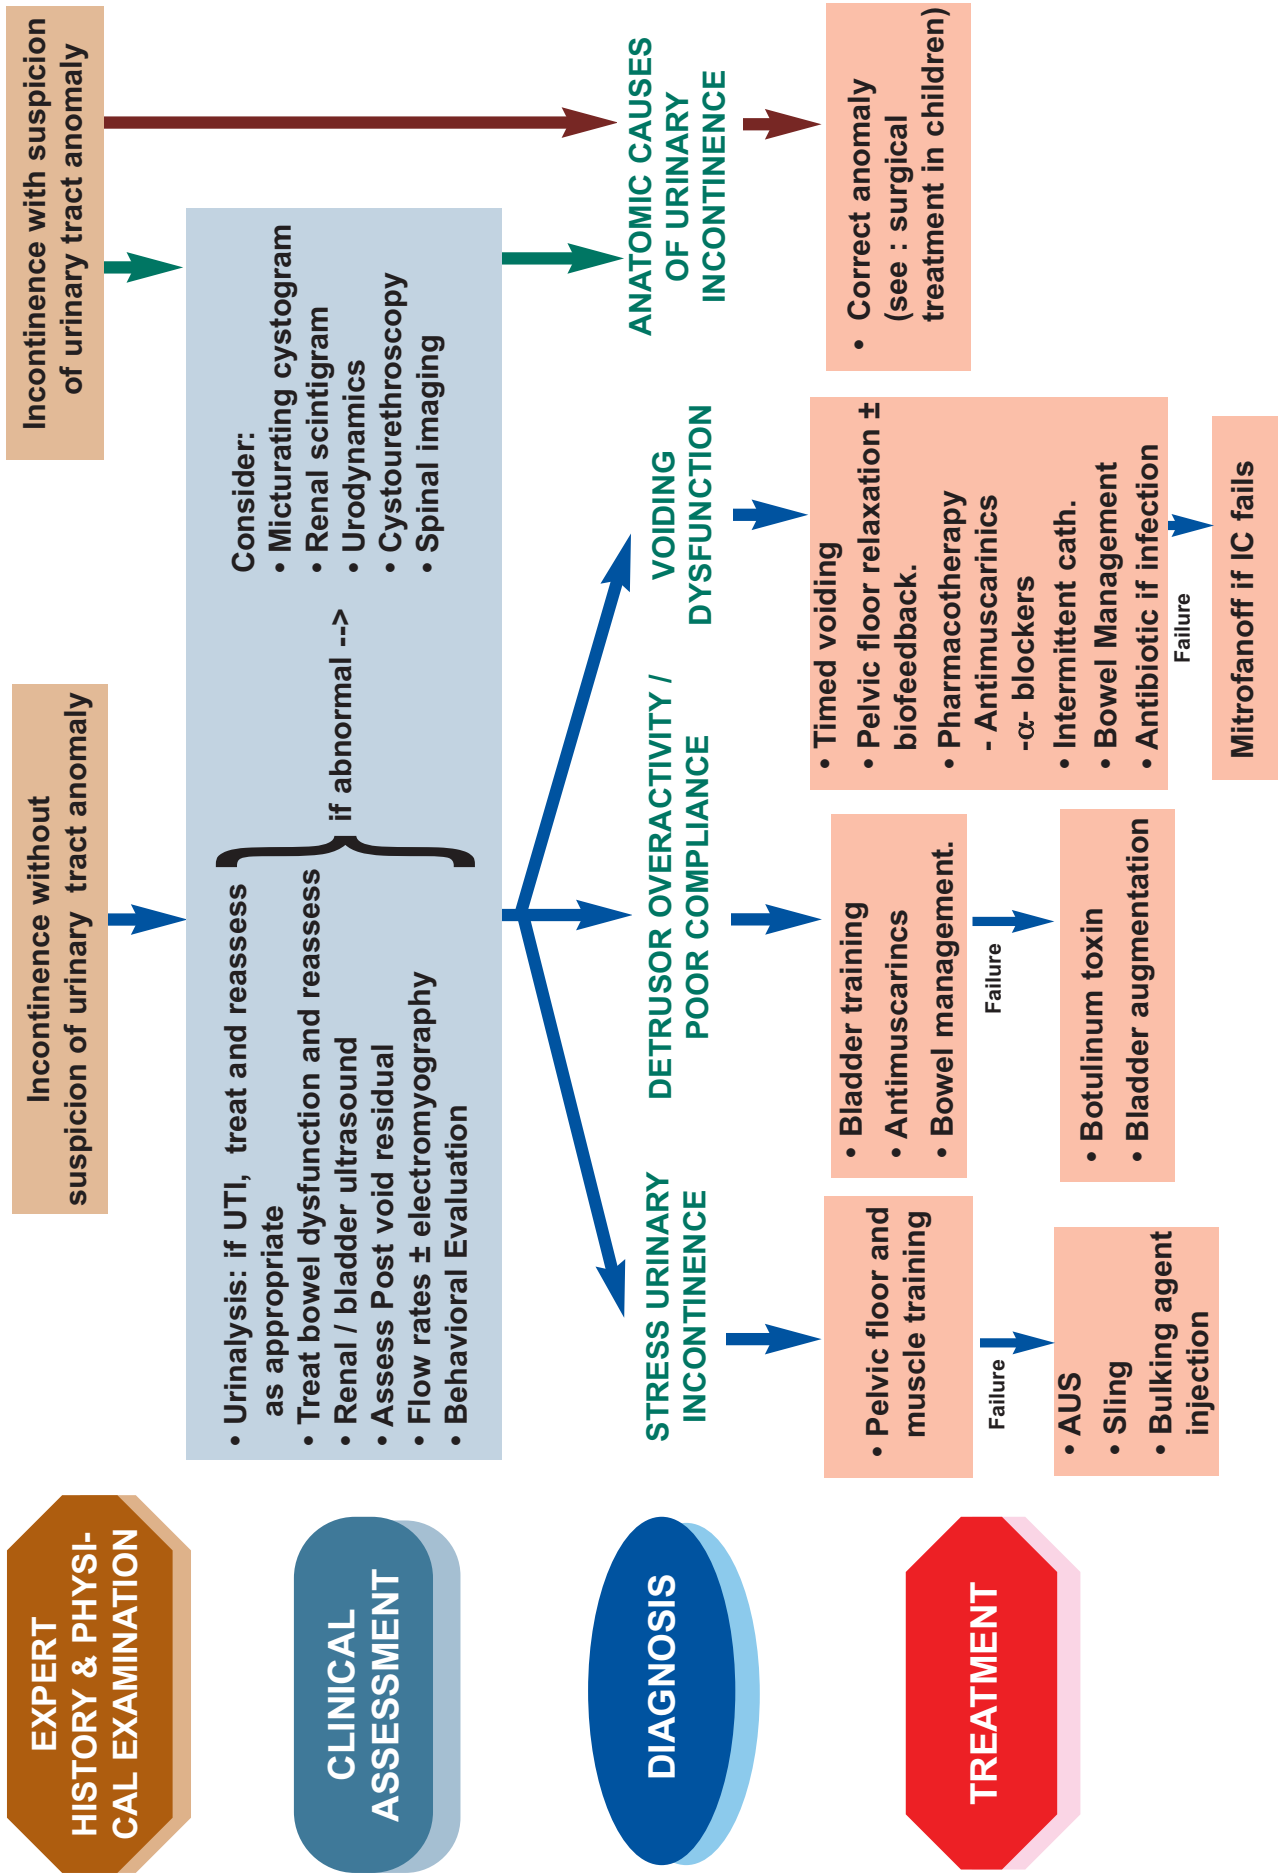 EXPERT
HISTORY & PHYSI-
CAL EXAMINATION
Incontinence without
suspicion of urinary tract anomaly
Incontinence with suspicion
of urinary tract anomaly
CLINICAL
ASSESSMENT
• Urinalysis: if UTI, treat and reassess
as appropriate
• Treat bowel dysfunction and reassess
• Renal / bladder ultrasound
• Assess Post void residual
• Flow rates ± electromyography
• Behavioral Evaluation
if abnormal -->
Consider:
• Micturating cystogram
• Renal scintigram
• Urodynamics
• Cystourethroscopy
• Spinal imaging
DIAGNOSIS
STRESS URINARY
INCONTINENCE
DETRUSOR OVERACTIVITY /
POOR COMPLIANCE
VOIDING
DYSFUNCTION
ANATOMIC CAUSES
OF URINARY
INCONTINENCE
TREATMENT
• Pelvic floor and
muscle training
Failure
• AUS
• Sling
• Bulking agent
injection
• Bladder training
• Antimuscarincs
• Bowel management.
Failure
• Botulinum toxin
• Bladder augmentation
• Timed voiding
• Pelvic floor relaxation ±
biofeedback.
• Pharmacotherapy
- Antimuscarinics
-α- blockers
• Intermittent cath.
• Bowel Management
• Antibiotic if infection
Failure
Mitrofanoff if IC fails
• Correct anomaly
(see : surgical
treatment in children)